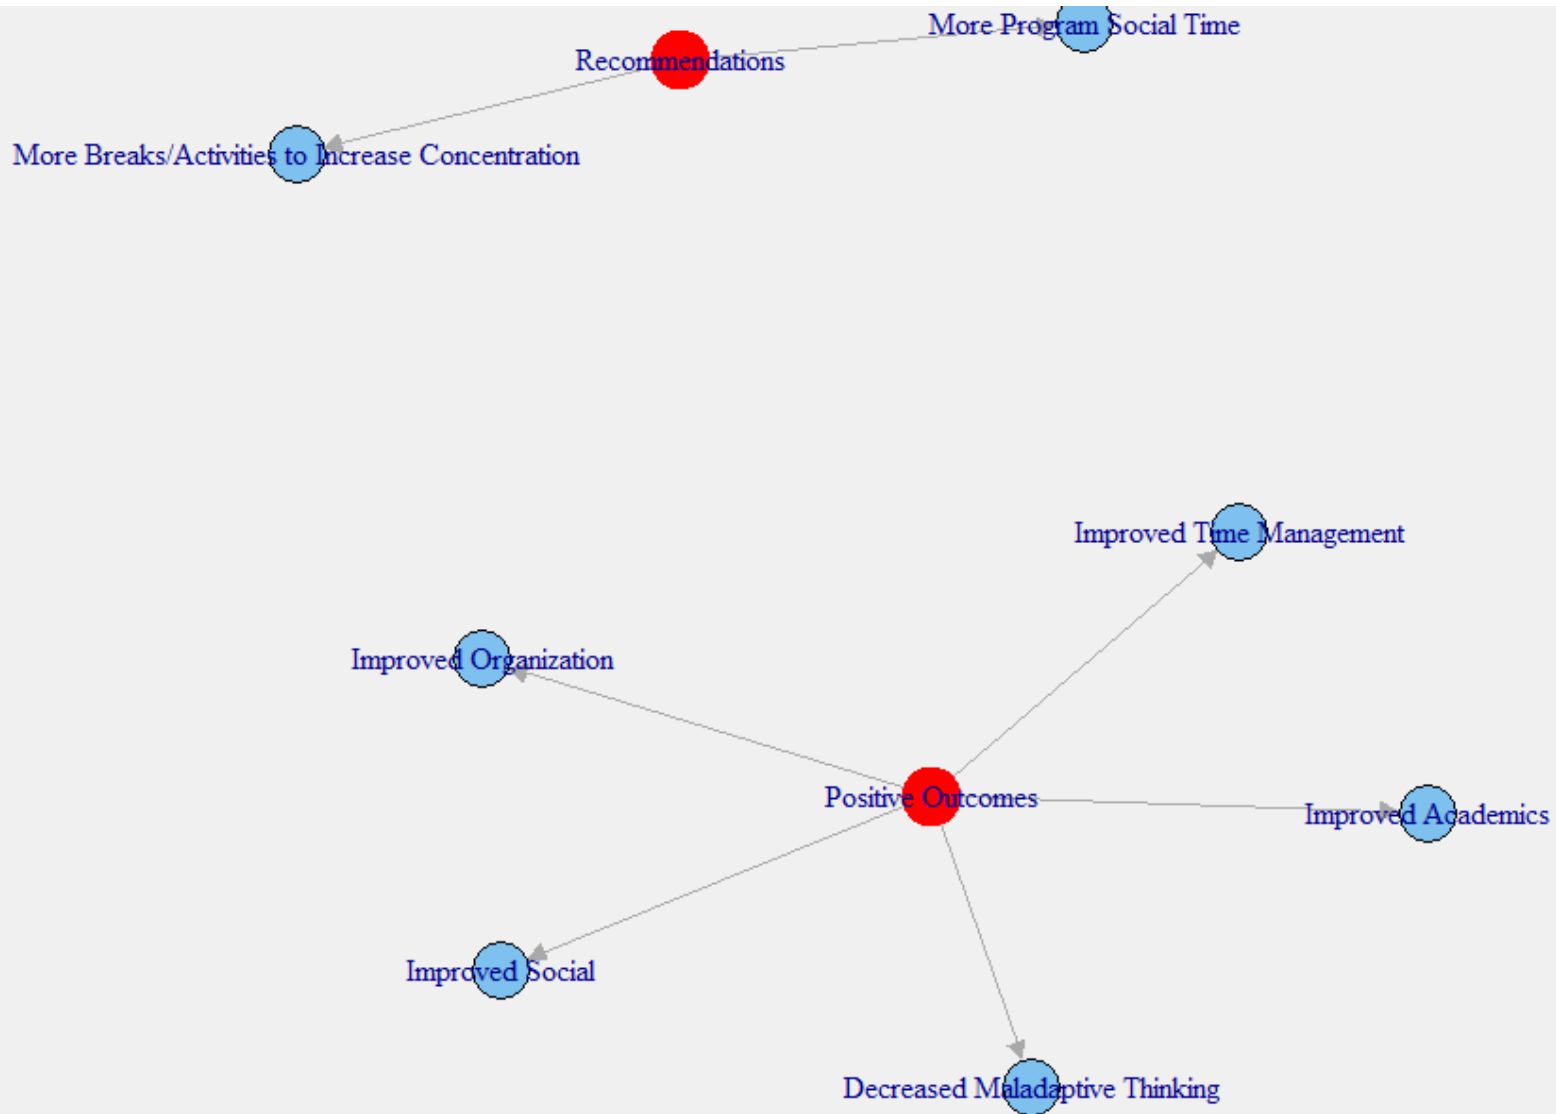 More Program Social Time
Recommendations
More Breaks/Activities to Increase Concentration
Improved Time Management
Improved Organization
Positive Outcomes
Improved Academics
Improved Social
Decreased Maladaptive Thinking